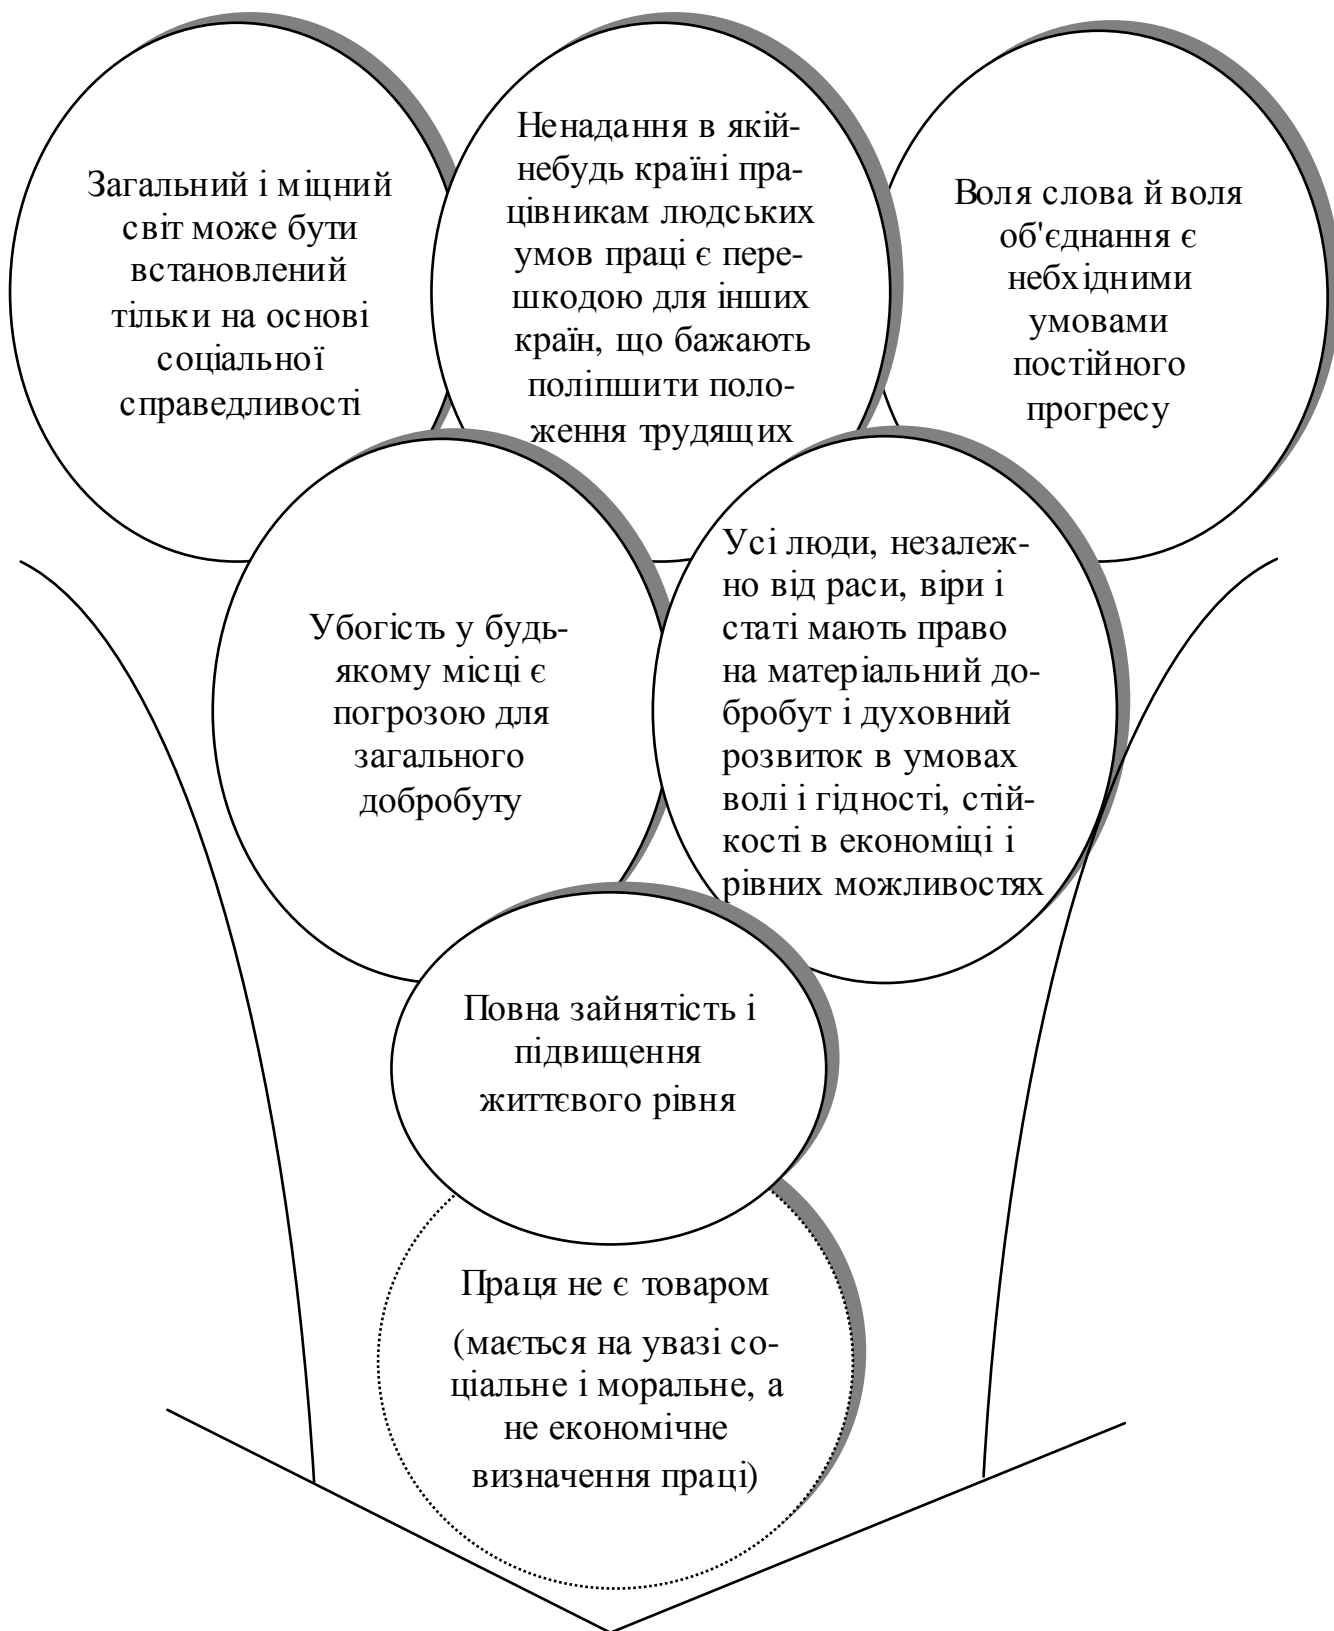 Загальний і міцний
світ може бути
встановлений
тільки на основі
соціальної
справедливості
Ненадання в якій-
небудь країні пра-
цівникам людських
умов праці є пере-
шкодою для інших
країн, що бажають
поліпшити поло-
ження трудящих
Воля слова й воля
об'єднання є
небхідними
умовами
постійного
прогресу
Убогість у будь-
якому місці є
погрозою для
загального
добробуту
Усі люди, незалеж-
но від раси, віри і
статі мають право
на матеріальний до-
бробут і духовний
розвиток в умовах
волі і гідності, стій-
кості в економіці і
рівних можливостях
Повна зайнятість і
підвищення
життєвого рівня
Праця не є товаром
(мається на увазі со-
ціальне і моральне, а
не економічне
визначення праці)